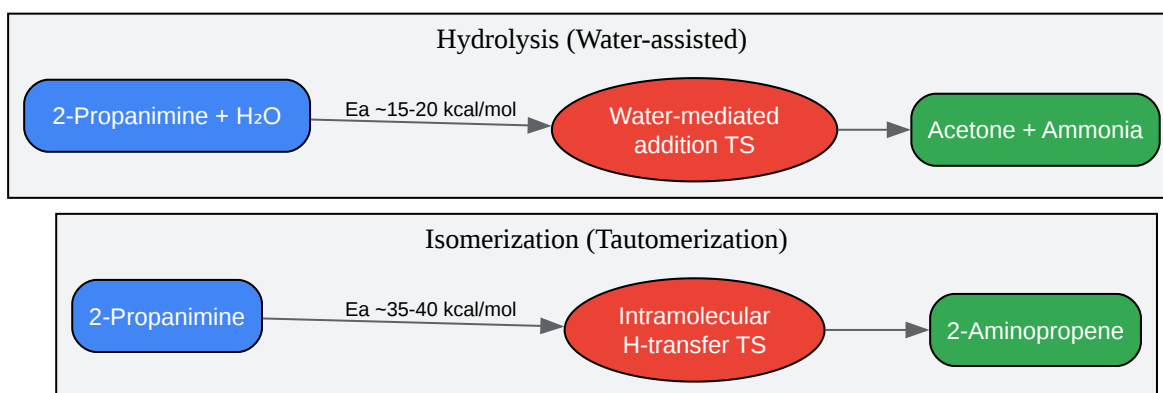 Hydrolysis (Water-assisted)
2-Propanimine + H₂O
Ea ~15-20 kcal/mol
Water-mediated
addition TS
Acetone + Ammonia
Isomerization (Tautomerization)
2-Propanimine
Ea ~35-40 kcal/mol
Intramolecular
H-transfer TS
2-Aminopropene